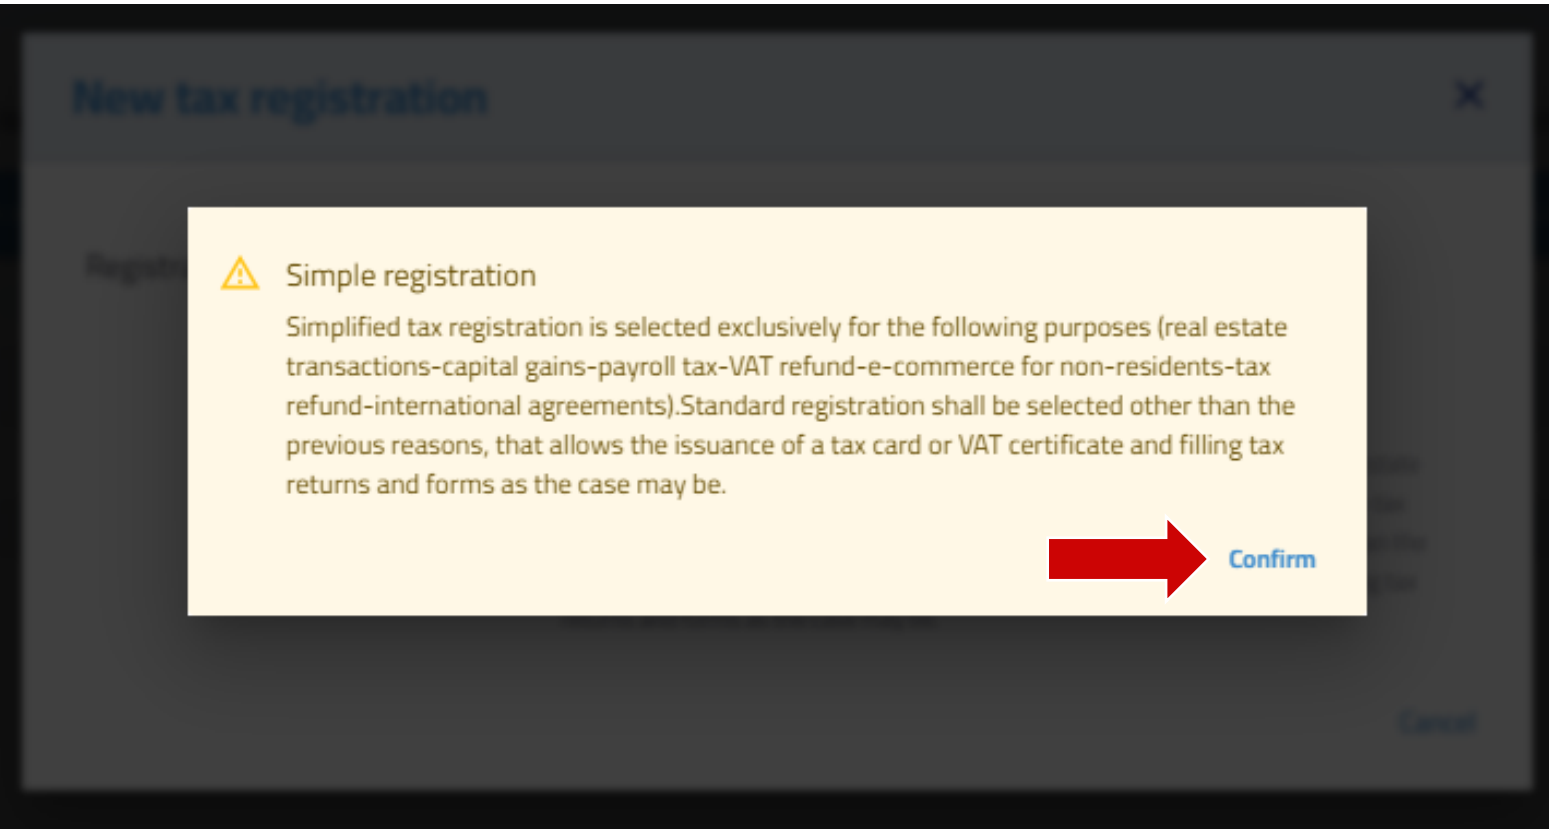 New tax registration
Simple registration
Simplified tax registration is selected exclusively for the following purposes (real estate
transactions-capital gains-payroll tax-VAT refund-e-commerce for non-residents-tax
refund-international agreements).Standard registration shall be selected other than the
previous reasons, that allows the issuance of a tax card or VAT certificate and filling tax
returns and forms as the case may be.
Confirm
Cancel